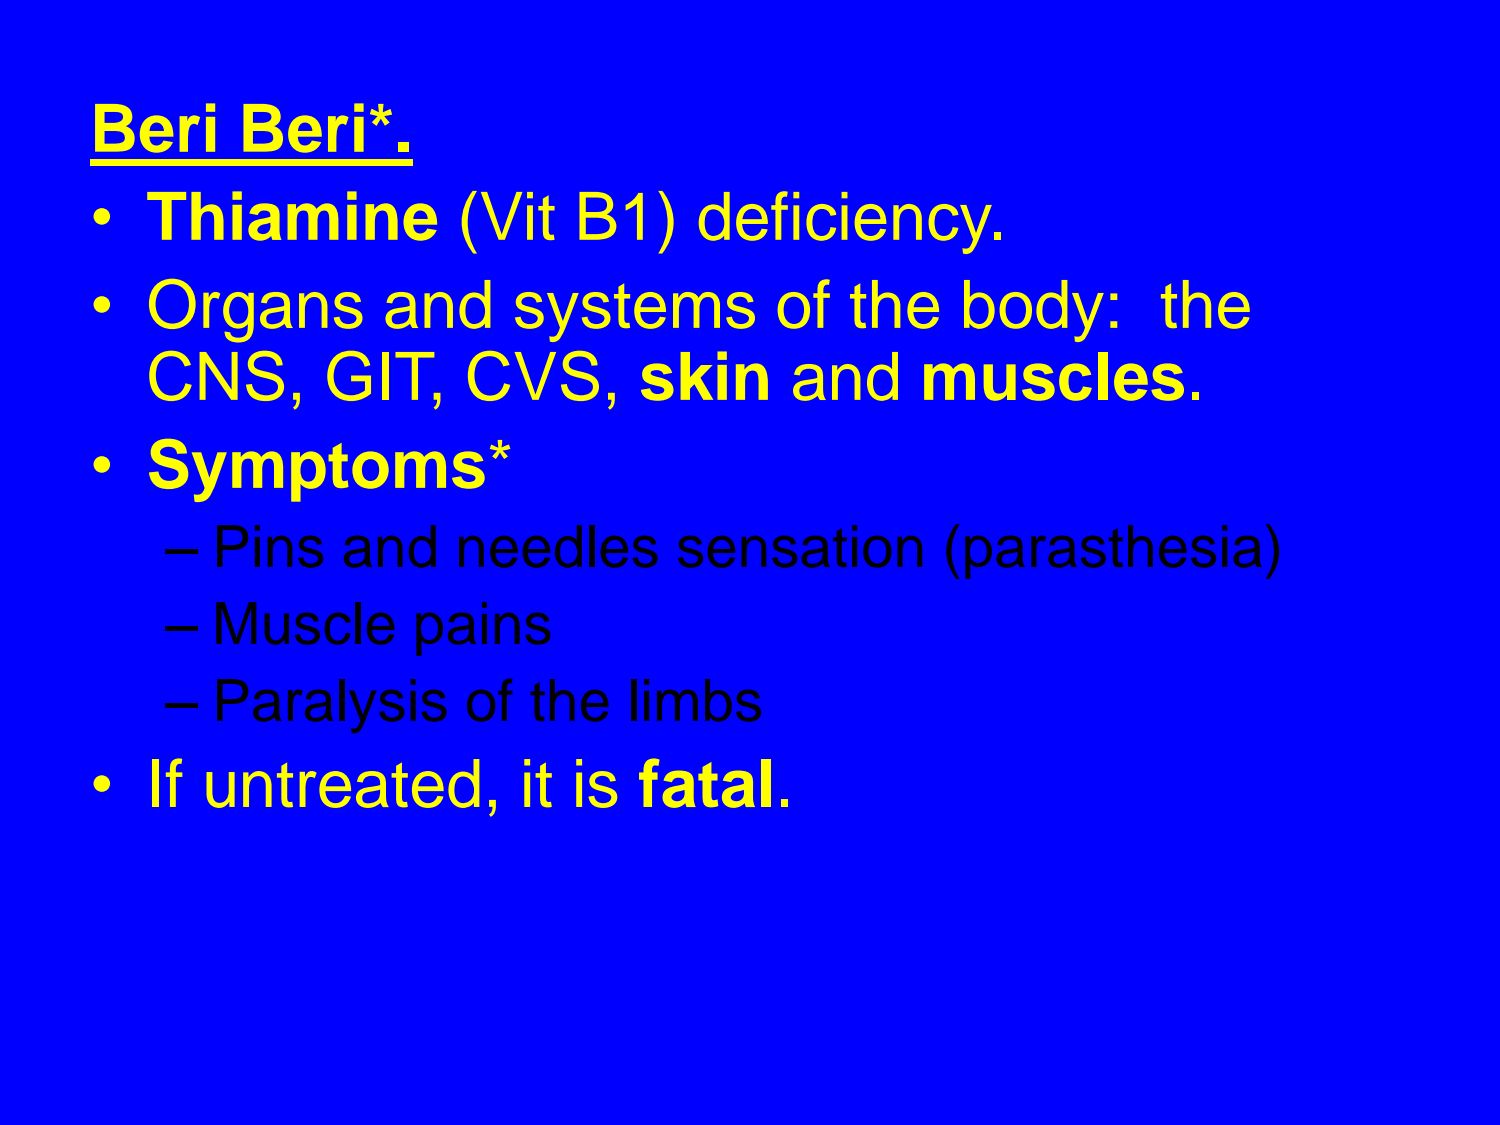 Beri Beri*.
• Thiamine (Vit B1) deficiency.
• Organs and systems of the body:  the
CNS, GIT, CVS, skin and muscles.
• Symptoms*
– Pins and needles sensation (parasthesia)
– Muscle pains
– Paralysis of the limbs
• If untreated, it is fatal.